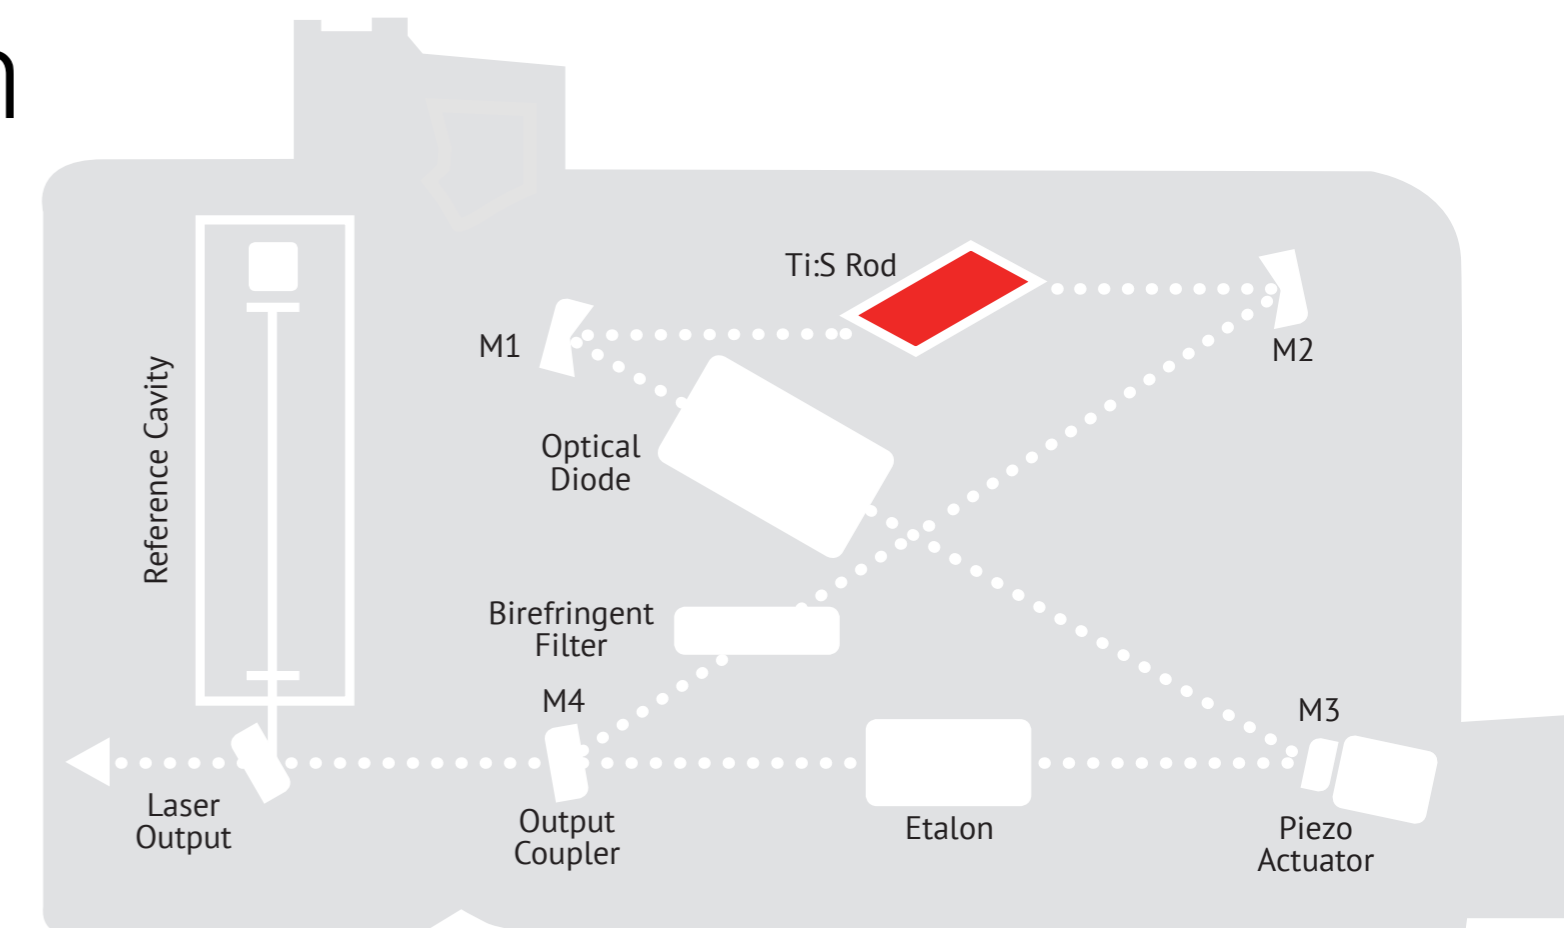 n
Ti:S Rod
M1
M2
Reference Cavity
Optical
Diode
Birefringent
Filter
M4
M3
Laser
Output
Output
Coupler
Etalon
Piezo
Actuator